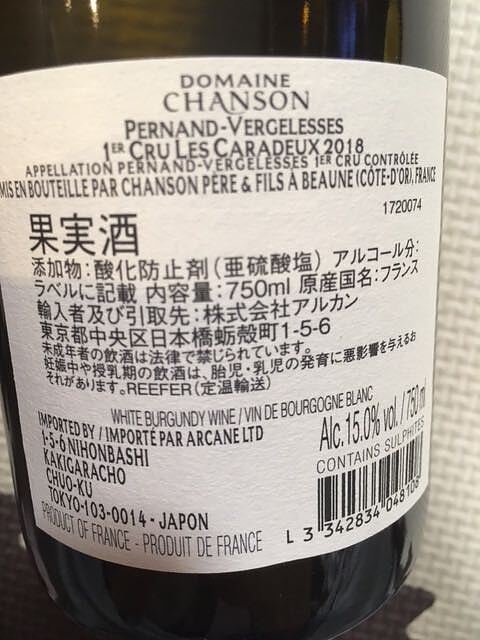 DOMAINE
CHANSON
PERNAND-VERGELESSES
1ER CRU LES CARADEUX 2018
APPELLATION PERNAND-VERGELESSES 1ER CRU CONTRÔLÉE
MIS EN BOUTEILLE PAR CHANSON PÈRE & FILS À BEAUNE (CÔTE-D'OR), FRANCE
1720074
果実酒
添加物:酸化防止剤(亜硫酸塩) アルコール分:
ラベルに記載 内容量:750ml 原産国名:フランス
輸入者及び引取先:株式会社アルカン
東京都中央区日本橋蛎殻町1-5-6
未成年者の飲酒は法律で禁じられています。
妊娠中や授乳期の飲酒は、胎児・乳児の発育に悪影響を与えるお
それがあります。REEFER(定温輸送)
WHITE BURGUNDY WINE / VIN DE BOURGOGNE BLANC
IMPORTED BY / IMPORTÉ PAR ARCANE LTD
1-5-6 NIHONBASHI
KAKIGARACHO
CHUO-KU
TOKYO-103-0014 - JAPON
PRODUCT OF FRANCE - PRODUIT DE FRANCE
Alc.15.0% vol. / 750 ml
CONTAINS SULPHITES
L 3 342834 048108